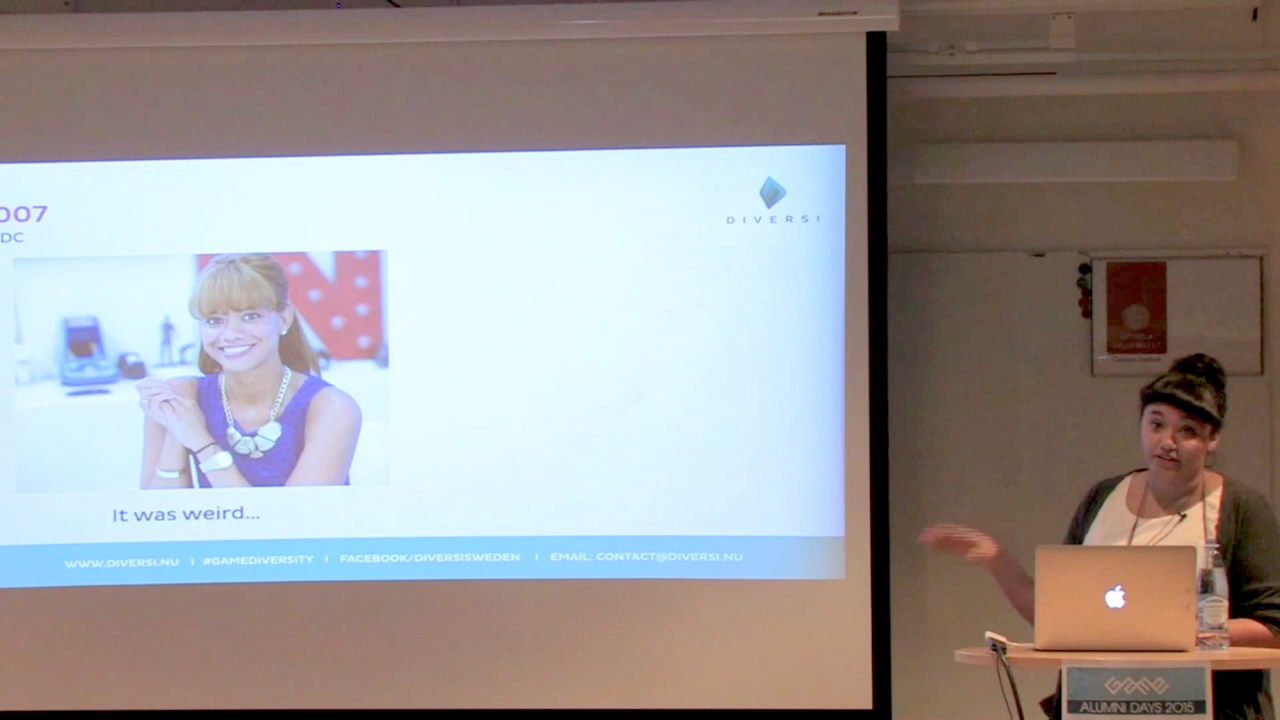 007
DC
DIVERSI
It was weird...
WWW.DIVERSI.NU | #GAMEDIVERSITY | FACEBOOK/DIVERSISWEDEN | EMAIL: CONTACT@DIVERSI.NU
GAME
ALUMNI DAYS 2015